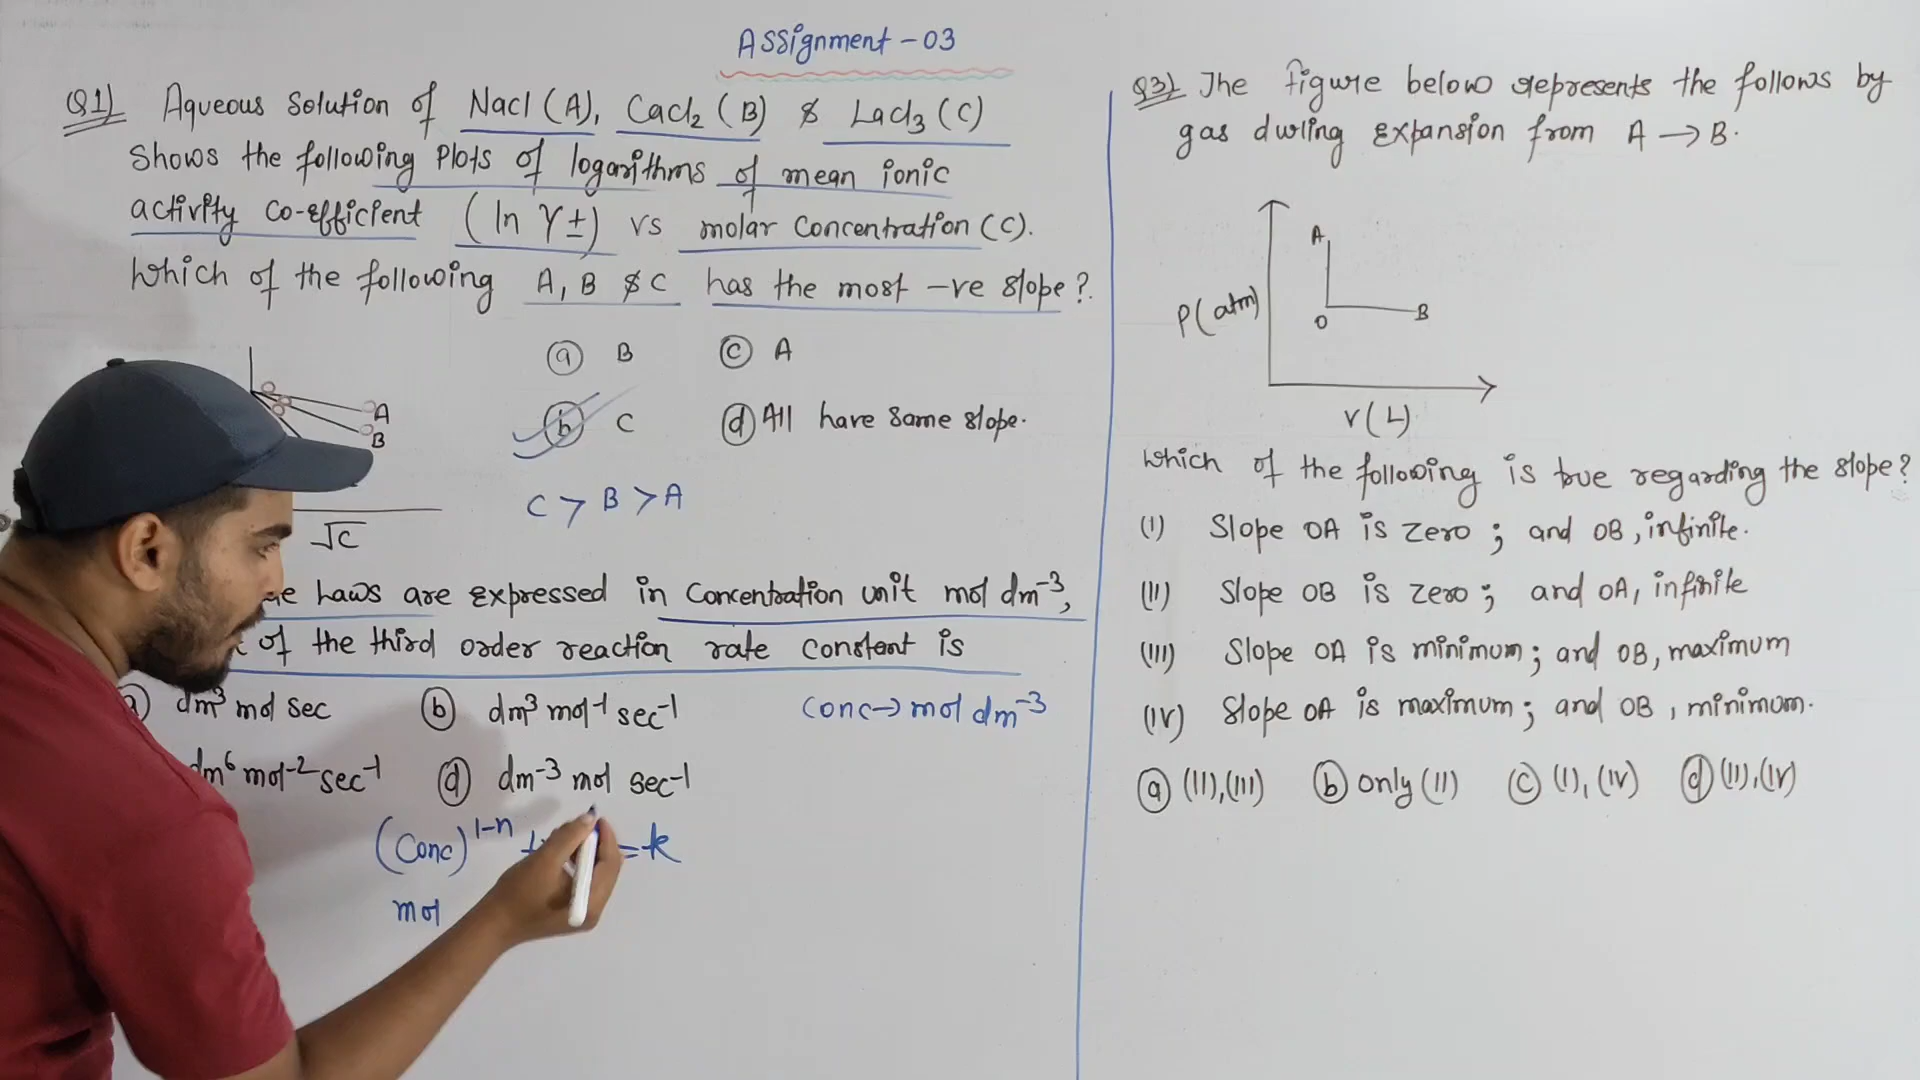 Assignment - 03
Q1) Aqueous Solution of Nacl (A), Cacl2 (B) & Lacl3 (C)
Shows the following Plots of logarithms of mean ionic
activity Co-efficient (ln γ±) vs molar Concentration (C).
Which of the following A, B & C has the most -ve slope?
A
B
√C
(a) B (c) A
(b) C (d) All have same slope.
C > B > A
Laws are expressed in Concentration unit mol dm⁻³,
of the third order reaction rate constent is
(a) dm³ mol sec (b) dm³ mol⁻¹ sec⁻¹
dm⁶ mol⁻² sec⁻¹ (d) dm⁻³ mol sec⁻¹
Conc → mol dm⁻³
(Conc)¹⁻ⁿ = k
mol
Q3) The figure below represents the follows by
gas during expansion from A → B.
A
P(atm)
O
B
V(L)
Which of the following is true regarding the slope?
(I) Slope OA is zero ; and OB, infinite.
(II) Slope OB is zero ; and OA, infinite
(III) Slope OA is minimum ; and OB, maximum
(IV) Slope OA is maximum ; and OB, minimum.
(a) (II),(III) (b) only (II) (c) (I), (IV) (d) (II),(IV)